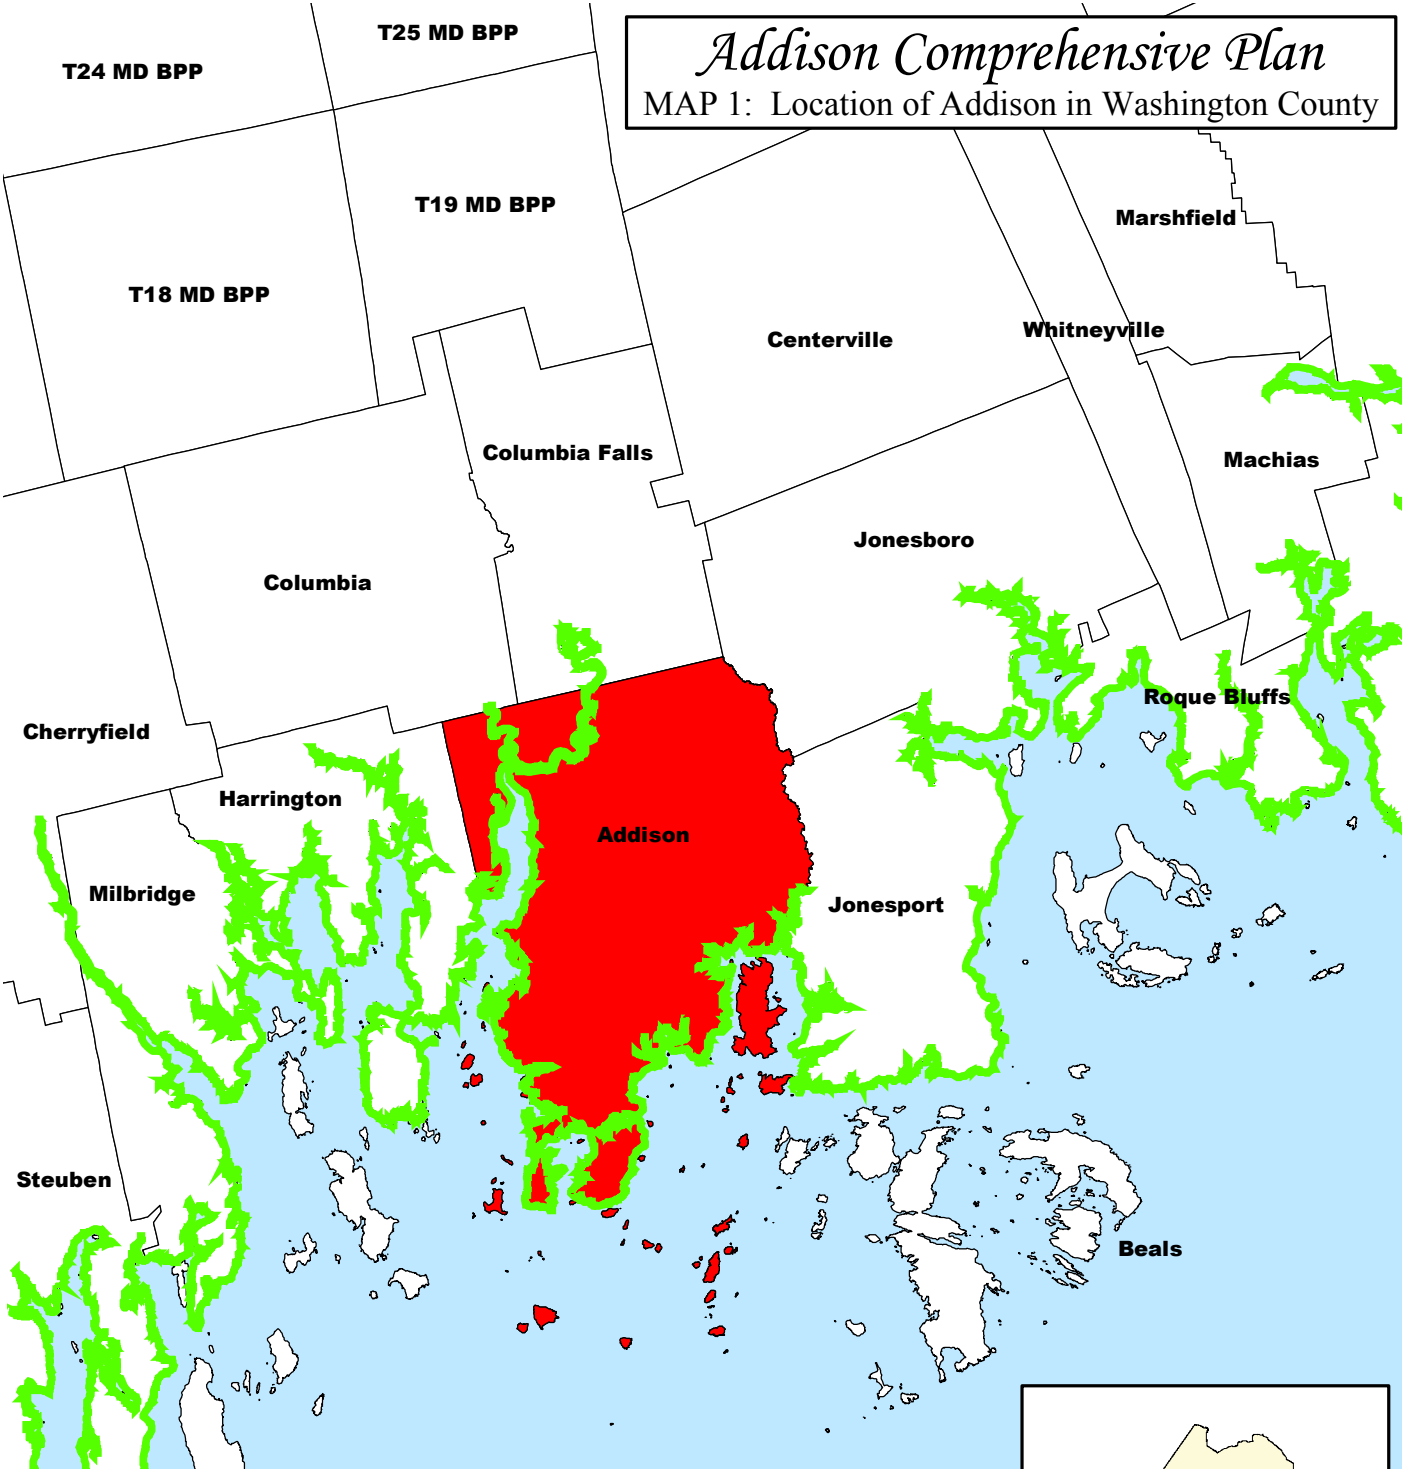 Addison Comprehensive Plan
MAP 1: Location of Addison in Washington County
T25 MD BPP
T24 MD BPP
T19 MD BPP
Marshfield
T18 MD BPP
Whitneyville
Centerville
Columbia Falls
Machias
Jonesboro
Columbia
Roque Bluffs
Cherryfield
Harrington
Addison
Milbridge
Jonesport
Steuben
Beals